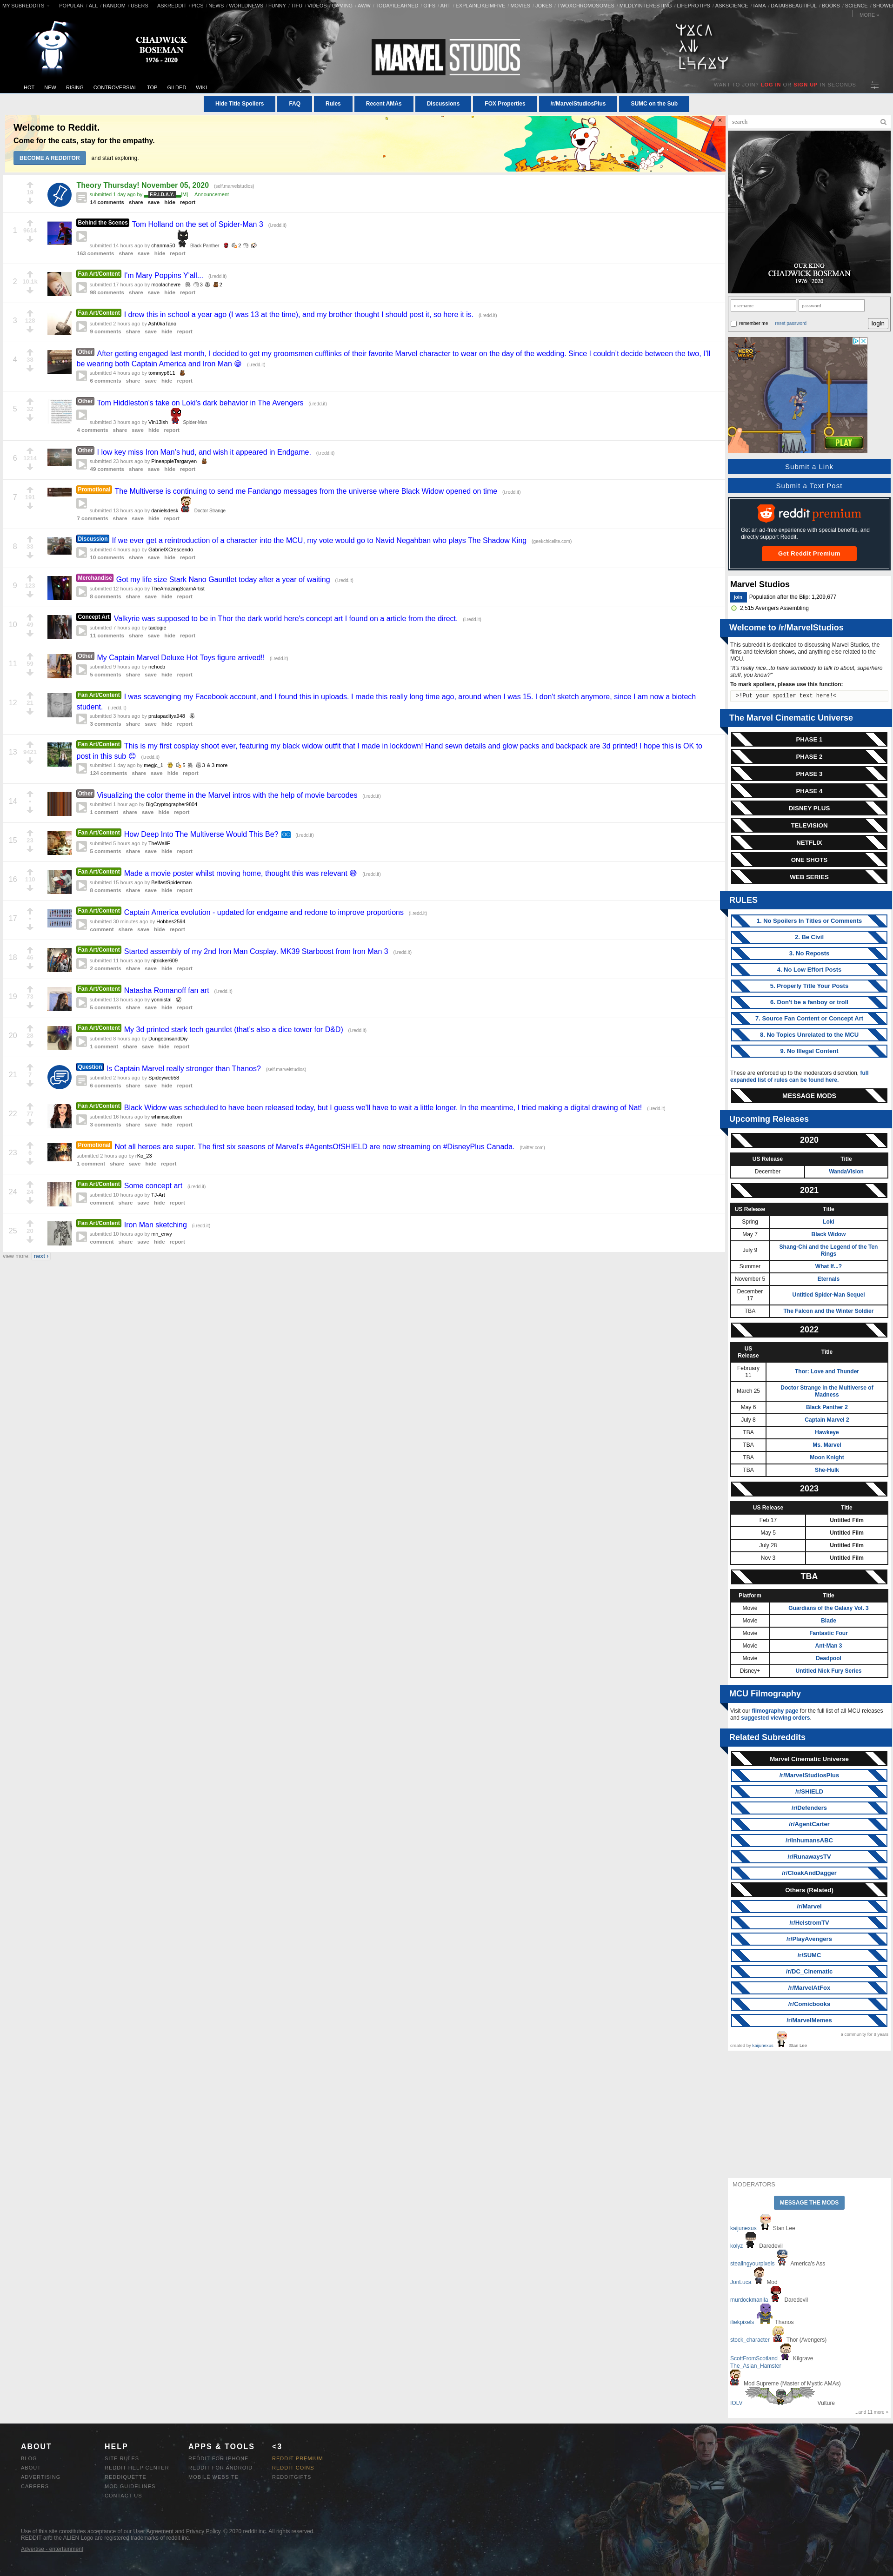 MY SUBREDDITS POPULAR / ALL / RANDOM / USERS ASKREDDIT / PICS / NEWS / WORLDNEWS / FUNNY / TIFU / VIDEOS / GAMING / AWW / TODAYILEARNED / GIFS / ART / EXPLAINLIKEIMFIVE / MOVIES / JOKES / TWOXCHROMOSOMES / MILDLYINTERESTING / LIFEPROTIPS / ASKSCIENCE / IAMA / DATAISBEAUTIFUL / BOOKS / SCIENCE
MORE »
CHADWICK
BOSEMAN
1976 - 2020
MARVEL STUDIOS
HOT NEW RISING CONTROVERSIAL TOP GILDED WIKI
WANT TO JOIN? LOG IN OR SIGN UP IN SECONDS
Hide Title Spoilers FAQ Rules Recent AMAs Discussions FOX Properties /r/MarvelStudiosPlus SUMC on the Sub
Welcome to Reddit.
Come for the cats, stay for the empathy.
BECOME A REDDITOR and start exploring.
Theory Thursday! November 05, 2020 (self.marvelstudios)
submitted 1 day ago by F.R.I.D.A.Y. [M] - Announcement
14 comments share save hide report
1
Behind the Scenes Tom Holland on the set of Spider-Man 3 (i.redd.it)
submitted 14 hours ago by chanma50 Black Panther 2
163 comments share save hide report
2
Fan Art/Content I'm Mary Poppins Y'all... (i.redd.it)
submitted 17 hours ago by moolachevre 3 2
98 comments share save hide report
3
Fan Art/Content I drew this in school a year ago (I was 13 at the time), and my brother thought I should post it, so here it is. (i.redd.it)
submitted 2 hours ago by Ash0kaTano
9 comments share save hide report
4
Other After getting engaged last month, I decided to get my groomsmen cufflinks of their favorite Marvel character to wear on the day of the wedding. Since I couldn't decide between the two, I'll
be wearing both Captain America and Iron Man 😁 (i.redd.it)
submitted 4 hours ago by tommyp611
6 comments share save hide report
5
Other Tom Hiddleston's take on Loki's dark behavior in The Avengers (i.redd.it)
submitted 3 hours ago by Vin13ish Spider-Man
4 comments share save hide report
6
Other I low key miss Iron Man's hud, and wish it appeared in Endgame. (i.redd.it)
submitted 23 hours ago by PineappleTargaryen
49 comments share save hide report
7
Promotional The Multiverse is continuing to send me Fandango messages from the universe where Black Widow opened on time (i.redd.it)
submitted 13 hours ago by danielsdesk Doctor Strange
7 comments share save hide report
8
Discussion If we ever get a reintroduction of a character into the MCU, my vote would go to Navid Negahban who plays The Shadow King (geekcritselite.com)
submitted 4 hours ago by GabrielXCrescendo
10 comments share save hide report
9
Merchandise Got my life size Stark Nano Gauntlet today after a year of waiting (i.redd.it)
submitted 12 hours ago by TheAmazingScamArtist
8 comments share save hide report
10
Concept Art Valkyrie was supposed to be in Thor the dark world here's concept art I found on a article from the direct. (i.redd.it)
submitted 7 hours ago by taidogie
11 comments share save hide report
11
Other My Captain Marvel Deluxe Hot Toys figure arrived!! (i.redd.it)
submitted 9 hours ago by nehocb
5 comments share save hide report
12
Fan Art/Content I was scavenging my Facebook account, and I found this in uploads. I made this really long time ago, around when I was 15. I don't sketch anymore, since I am now a biotech
student. (i.redd.it)
submitted 3 hours ago by pratapaditya948
3 comments share save hide report
13
Fan Art/Content This is my first cosplay shoot ever, featuring my black widow outfit that I made in lockdown! Hand sewn details and glow packs and backpack are 3d printed! I hope this is OK to
post in this sub 😊 (i.redd.it)
submitted 1 day ago by megjc_1 5 3 & 3 more
124 comments share save hide report
14
Other Visualizing the color theme in the Marvel intros with the help of movie barcodes (i.redd.it)
submitted 1 hour ago by BigCryptographer9804
1 comment share save hide report
15
Fan Art/Content How Deep Into The Multiverse Would This Be? (i.redd.it)
submitted 5 hours ago by TheWallE
5 comments share save hide report
16
Fan Art/Content Made a movie poster whilst moving home, thought this was relevant 😅 (i.redd.it)
submitted 15 hours ago by BelfastSpiderman
8 comments share save hide report
17
Fan Art/Content Captain America evolution - updated for endgame and redone to improve proportions (i.redd.it)
submitted 30 minutes ago by Hobbes2594
comment share save hide report
18
Fan Art/Content Started assembly of my 2nd Iron Man Cosplay. MK39 Starboost from Iron Man 3 (i.redd.it)
submitted 11 hours ago by njtricker609
2 comments share save hide report
19
Fan Art/Content Natasha Romanoff fan art (i.redd.it)
submitted 13 hours ago by yonnistal
5 comments share save hide report
20
Fan Art/Content My 3d printed stark tech gauntlet (that's also a dice tower for D&D) (i.redd.it)
submitted 8 hours ago by DungeonsandDiy
1 comment share save hide report
21
Question Is Captain Marvel really stronger than Thanos? (self.marvelstudios)
submitted 2 hours ago by Spideyweb58
6 comments share save hide report
22
Fan Art/Content Black Widow was scheduled to have been released today, but I guess we'll have to wait a little longer. In the meantime, I tried making a digital drawing of Nat! (i.redd.it)
submitted 16 hours ago by whimsicaltom
3 comments share save hide report
23
Promotional Not all heroes are super. The first six seasons of Marvel's #AgentsOfSHIELD are now streaming on #DisneyPlus Canada. (twitter.com)
submitted 2 hours ago by rKo_23
1 comment share save hide report
24
Fan Art/Content Some concept art (i.redd.it)
submitted 10 hours ago by TJ-Art
comment share save hide report
25
Fan Art/Content Iron Man sketching (i.redd.it)
submitted 10 hours ago by mh_envy
comment share save hide report
view more: next ›
search
OUR KING
CHADWICK BOSEMAN
1976 - 2020
username password
remember me reset password login
HERO WARS
PLAY
Submit a Link
Submit a Text Post
reddit premium
Get an ad-free experience with special benefits, and
directly support Reddit.
Get Reddit Premium
Marvel Studios
join Population after the Blip: 1,209,677
2,515 Avengers Assembling
Welcome to /r/MarvelStudios
This subreddit is dedicated to discussing Marvel Studios, the
films and television shows, and anything else related to the
MCU.
"It's really nice...to have somebody to talk to about, superhero
stuff, you know?"
To mark spoilers, please use this function:
>!Put your spoiler text here!<
The Marvel Cinematic Universe
PHASE 1
PHASE 2
PHASE 3
PHASE 4
DISNEY PLUS
TELEVISION
NETFLIX
ONE SHOTS
WEB SERIES
RULES
1. No Spoilers In Titles or Comments
2. Be Civil
3. No Reposts
4. No Low Effort Posts
5. Properly Title Your Posts
6. Don't be a fanboy or troll
7. Source Fan Content or Concept Art
8. No Topics Unrelated to the MCU
9. No Illegal Content
These are enforced up to the moderators discretion, full
expanded list of rules can be found here.
MESSAGE MODS
Upcoming Releases
2020
US Release Title
December WandaVision
2021
US Release Title
Spring Loki
May 7 Black Widow
July 9 Shang-Chi and the Legend of the Ten
Rings
Summer What If...?
November 5 Eternals
December
17 Untitled Spider-Man Sequel
TBA The Falcon and the Winter Soldier
2022
US
Release Title
February
11 Thor: Love and Thunder
March 25 Doctor Strange in the Multiverse of
Madness
May 6 Black Panther 2
July 8 Captain Marvel 2
TBA Hawkeye
TBA Ms. Marvel
TBA Moon Knight
TBA She-Hulk
2023
US Release Title
Feb 17 Untitled Film
May 5 Untitled Film
July 28 Untitled Film
Nov 3 Untitled Film
TBA
Platform Title
Movie Guardians of the Galaxy Vol. 3
Movie Blade
Movie Fantastic Four
Movie Ant-Man 3
Movie Deadpool
Disney+ Untitled Nick Fury Series
MCU Filmography
Visit our filmography page for the full list of all MCU releases
and suggested viewing orders.
Related Subreddits
Marvel Cinematic Universe
/r/MarvelStudiosPlus
/r/SHIELD
/r/Defenders
/r/AgentCarter
/r/InhumansABC
/r/RunawaysTV
/r/CloakAndDagger
Others (Related)
/r/Marvel
/r/HelstromTV
/r/PlayAvengers
/r/SUMC
/r/DC_Cinematic
/r/MarvelAtFox
/r/Comicbooks
/r/MarvelMemes
a community for 8 years
created by kaijunexus Stan Lee
MODERATORS
MESSAGE THE MODS
kaijunexus Stan Lee
kolyz Daredevil
stealingyourpixels America's Ass
JonLuca Mod
murdockmanila Daredevil
iliekpixels Thanos
stock_character Thor (Avengers)
ScottFromScotland Kilgrave
The_Asian_Hamster
Mod Supreme (Master of Mystic AMAs)
IOLV Vulture
...and 11 more »
ABOUT
BLOG
ABOUT
ADVERTISING
CAREERS
HELP
SITE RULES
REDDIT HELP CENTER
REDDIQUETTE
MOD GUIDELINES
CONTACT US
APPS & TOOLS
REDDIT FOR IPHONE
REDDIT FOR ANDROID
MOBILE WEBSITE
<3
REDDIT PREMIUM
REDDIT COINS
REDDITGIFTS
Use of this site constitutes acceptance of our User Agreement and Privacy Policy. © 2020 reddit inc. All rights reserved.
REDDIT and the ALIEN Logo are registered trademarks of reddit inc.
Advertise - entertainment